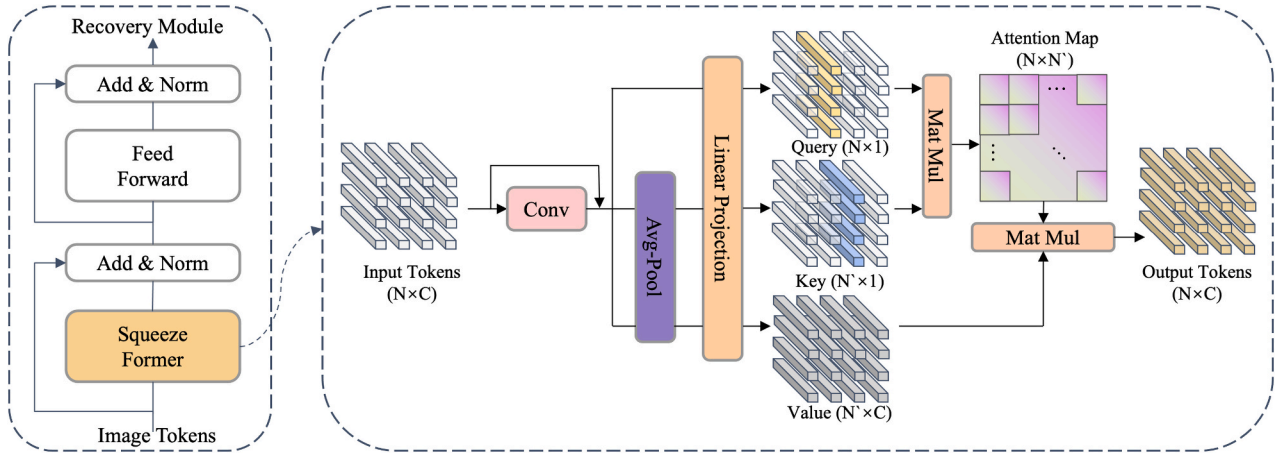 Recovery Module
Add & Norm
Feed
Forward
Add & Norm
Squeeze
Former
Image Tokens
Input Tokens
(N×C)
Conv
Avg-Pool
Linear Projection
Query (N×1)
Key (N`×1)
Value (N`×C)
Mat Mul
Attention Map
(N×N`)
Mat Mul
Output Tokens
(N×C)